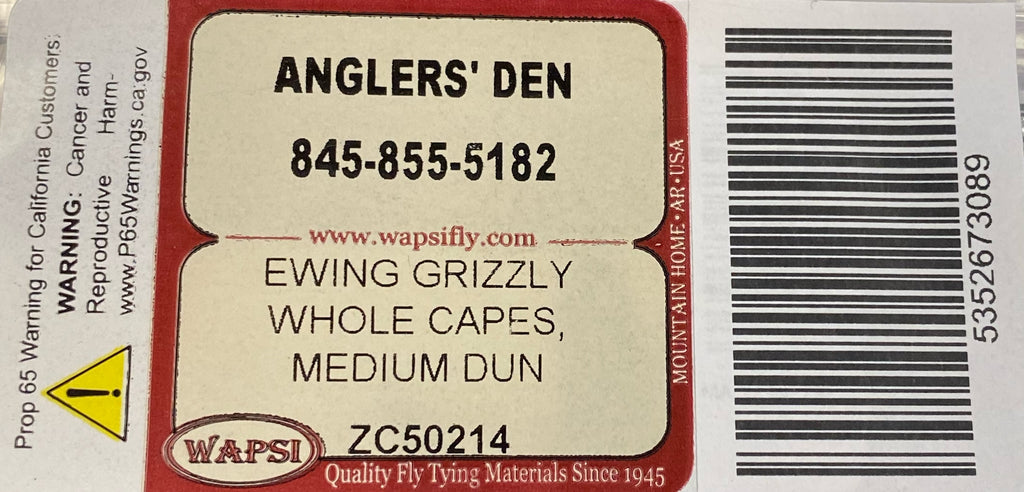 Prop 65 Warning for California Customers:
WARNING: Cancer and
Reproductive Harm-
www.P65Warnings.ca.gov
ANGLERS' DEN
845-855-5182
www.wapsifly.com
EWING GRIZZLY
WHOLE CAPES,
MEDIUM DUN
ZC50214
WAPSI
Quality Fly Tying Materials Since 1945
MOUNTAIN HOME • AR • USA
5352673089